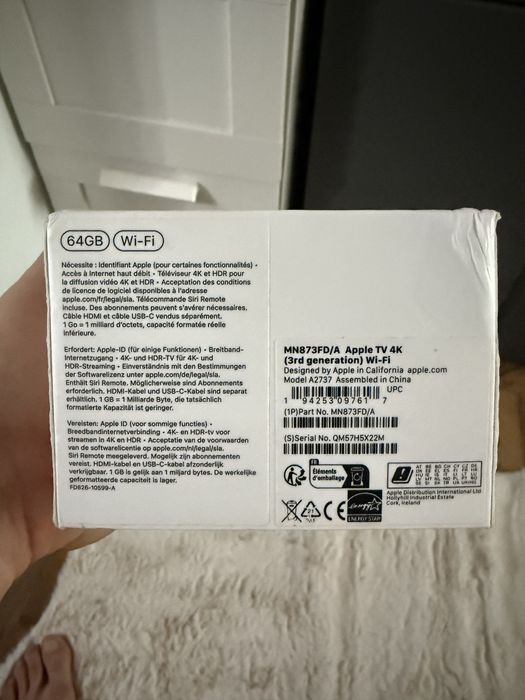 64GB Wi-Fi
Nécessite : Identifiant Apple (pour certaines fonctionnalités) •
Accès à Internet haut débit • Téléviseur 4K et HDR pour
la diffusion vidéo 4K et HDR • Acceptation des conditions
de licence de logiciel disponibles à l'adresse
apple.com/fr/legal/sla. Télécommande Siri Remote
incluse. Des abonnements peuvent s'avérer nécessaires.
Câble HDMI et câble USB-C vendus séparément.
1 Go = 1 milliard d'octets, capacité formatée réelle
inférieure.
Erfordert: Apple-ID (für einige Funktionen) • Breitband-
Internetzugang • 4K- und HDR-TV für 4K- und
HDR-Streaming • Einverständnis mit den Bestimmungen
der Softwarelizenz unter apple.com/de/legal/sla.
Enthält Siri Remote. Möglicherweise sind Abonnements
Erforderlich. HDMI-Kabel und USB-C-Kabel sind separat
erhältlich. 1 GB = 1 Milliarde Byte, die tatsächlich
formatierte Kapazität ist geringer.
Vereisten: Apple ID (voor sommige functies) •
Breedbandinternetverbinding • 4K- en HDR-tv voor
streamen in 4K en HDR • Acceptatie van de voorwaarden
van de softwarelicentie op apple.com/nl/legal/sla.
Siri Remote meegeleverd. Mogelijk zijn abonnementen
vereist. HDMI-kabel en USB-C-kabel afzonderlijk
verkrijgbaar. 1 GB is gelijk aan 1 miljard bytes. De werkelijke
geformatteerde capaciteit is lager.
FD626-10599-A
MN873FD/A Apple TV 4K
(3rd generation) Wi-Fi
Designed by Apple in California apple.com
Model A2737 Assembled in China
UPC
1 94253 09761 7
(1P)Part No. MN873FD/A
(S)Serial No. QM57H5X22M
FR
Éléments
d'emballage
21
PAP
CE
energy
ENERGY STAR
Apple Distribution International Ltd
Hollyhill Industrial Estate
Cork, Ireland